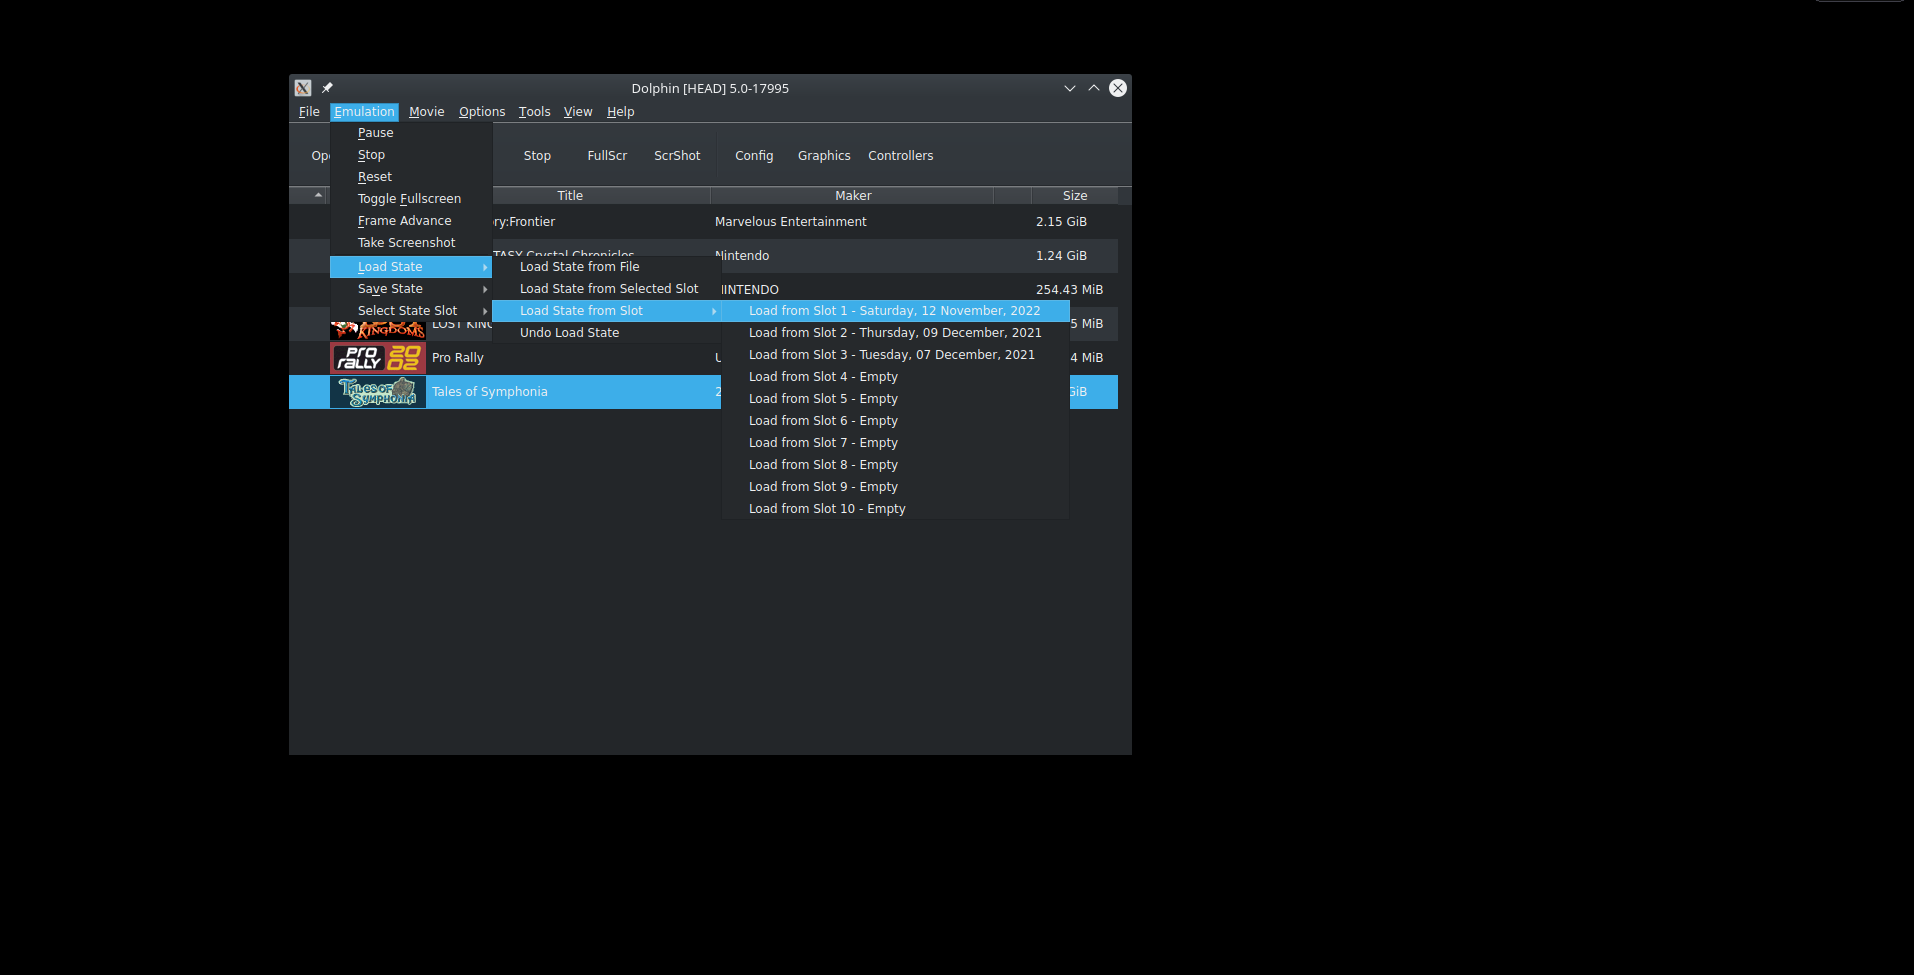 Dolphin [HEAD] 5.0-17995
File Emulation Movie Options Tools View Help
Stop FullScr ScrShot Config Graphics Controllers
Pause
Stop
Reset
Toggle Fullscreen
Frame Advance
Take Screenshot
Load State
Save State
Select State Slot
Load State from File
Load State from Selected Slot
Load State from Slot
Undo Load State
Load from Slot 1 - Saturday, 12 November, 2022
Load from Slot 2 - Thursday, 09 December, 2021
Load from Slot 3 - Tuesday, 07 December, 2021
Load from Slot 4 - Empty
Load from Slot 5 - Empty
Load from Slot 6 - Empty
Load from Slot 7 - Empty
Load from Slot 8 - Empty
Load from Slot 9 - Empty
Load from Slot 10 - Empty
Title Maker Size
ry:Frontier Marvelous Entertainment 2.15 GiB
TASY Crystal Chronicles Nintendo 1.24 GiB
NINTENDO 254.43 MiB
KINGDOMS LOST KING 5 MiB
PRO RALLY 2002 Pro Rally 4 MiB
TALES OF SYMPHONIA Tales of Symphonia 2 GiB